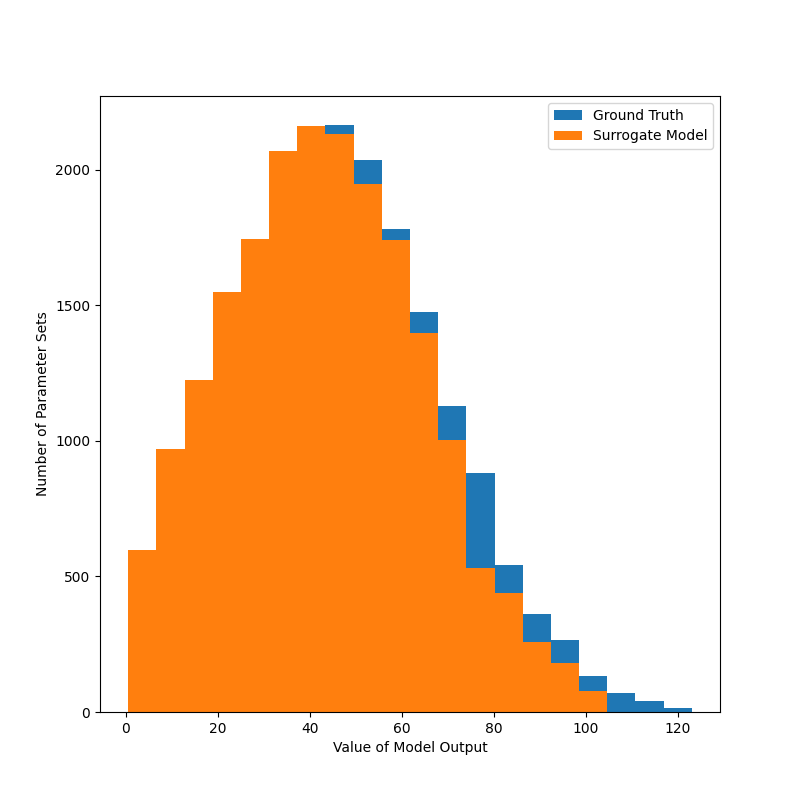 Ground Truth
Surrogate Model
2000
1500
1000
500
0
Number of Parameter Sets
0 20 40 60 80 100 120
Value of Model Output